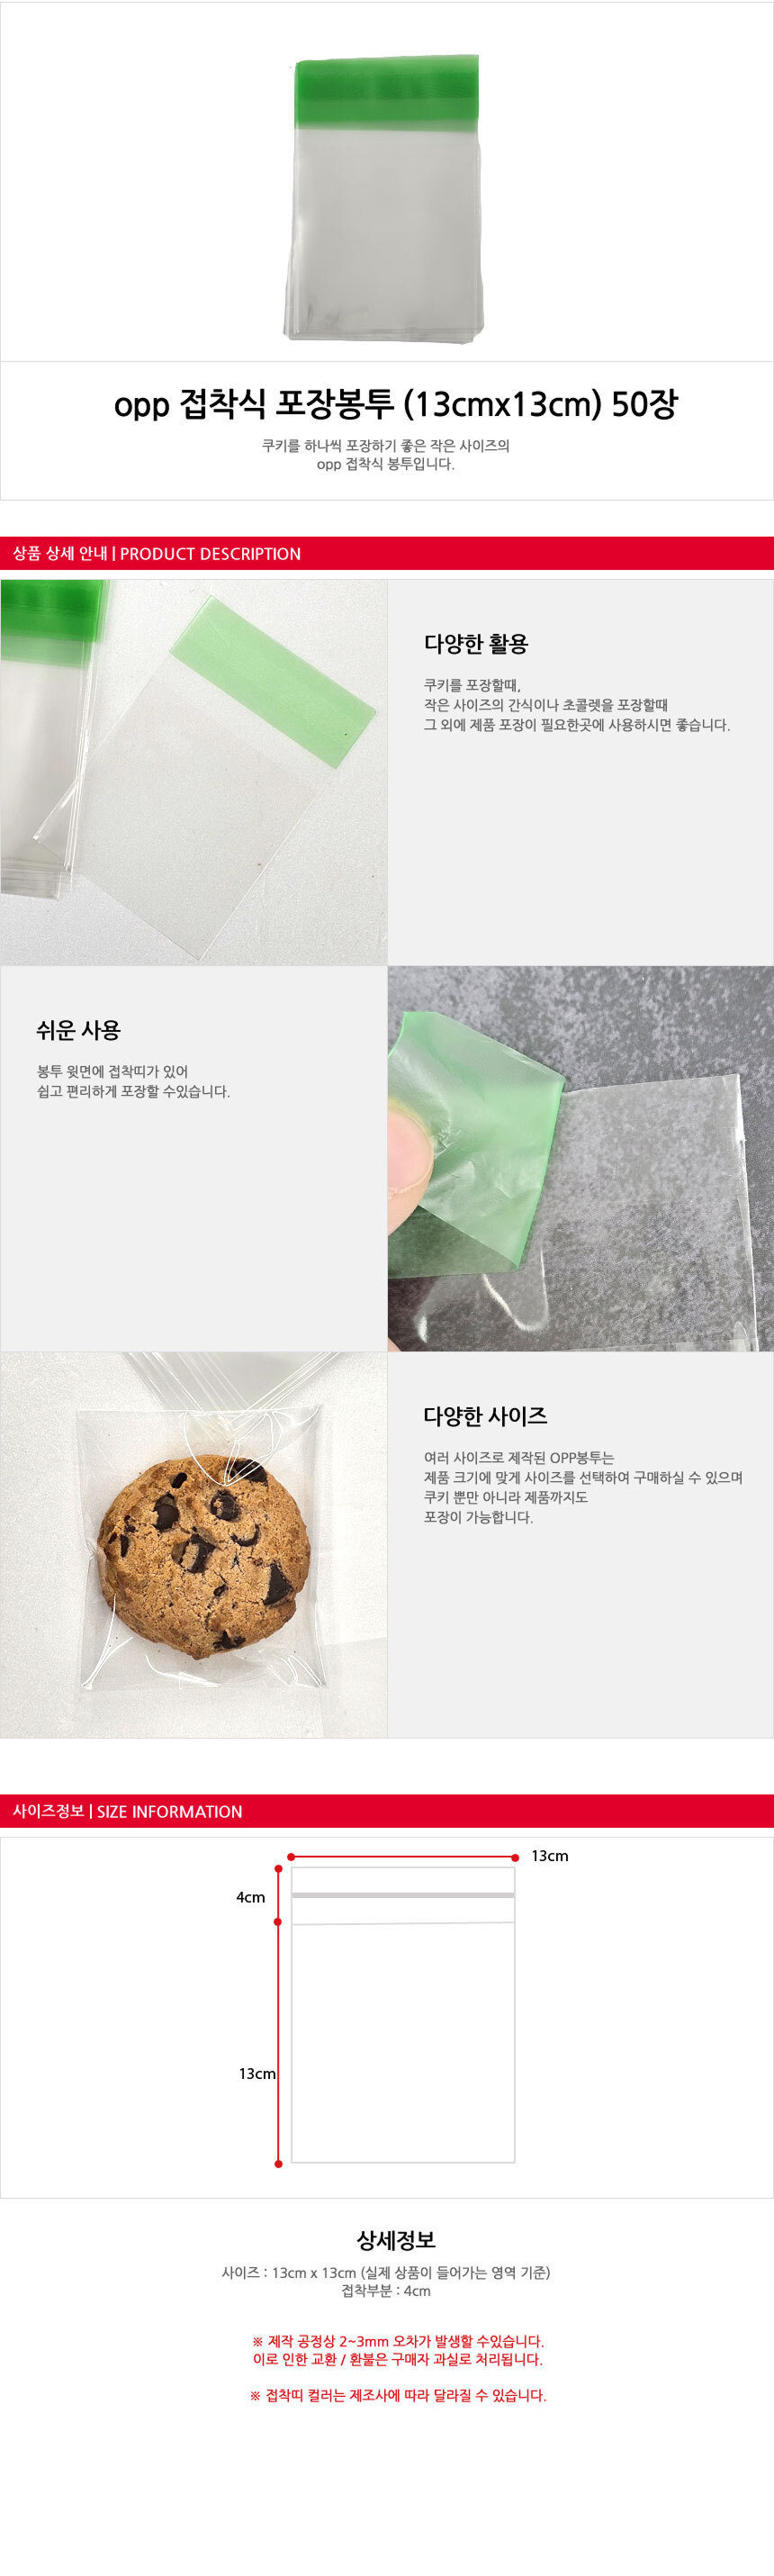 opp 접착식 포장봉투 (13cmx13cm) 50장
쿠키를 하나씩 포장하기 좋은 작은 사이즈의
opp 접착식 봉투입니다.
상품 상세 안내 | PRODUCT DESCRIPTION
다양한 활용
쿠키를 포장할때,
작은 사이즈의 간식이나 초콜렛을 포장할때
그 외에 제품 포장이 필요한곳에 사용하시면 좋습니다.
쉬운 사용
봉투 윗면에 접착띠가 있어
쉽고 편리하게 포장할 수있습니다.
다양한 사이즈
여러 사이즈로 제작된 OPP봉투는
제품 크기에 맞게 사이즈를 선택하여 구매하실 수 있으며
쿠키 뿐만 아니라 제품까지도
포장이 가능합니다.
사이즈정보 | SIZE INFORMATION
13cm
4cm
13cm
상세정보
사이즈 : 13cm x 13cm (실제 상품이 들어가는 영역 기준)
접착부분 : 4cm
※ 제작 공정상 2~3mm 오차가 발생할 수있습니다.
이로 인한 교환 / 환불은 구매자 과실로 처리됩니다.
※ 접착띠 컬러는 제조사에 따라 달라질 수 있습니다.